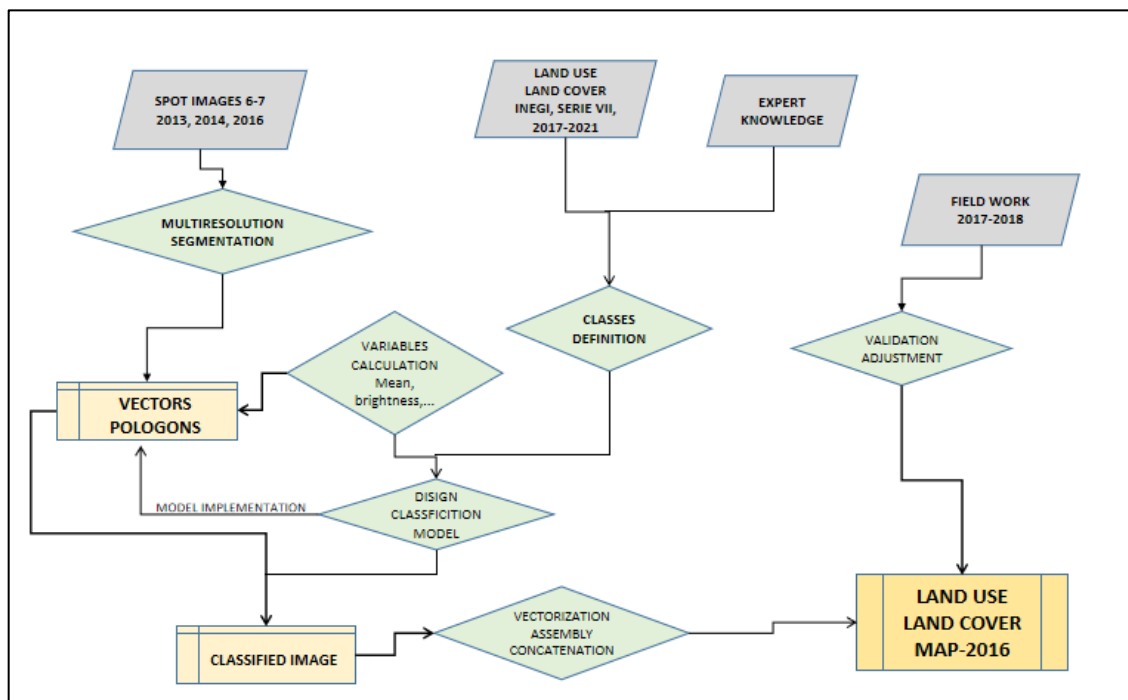 SPOT IMAGES 6-7
2013, 2014, 2016
LAND USE
LAND COVER
INEGI, SERIE VII,
2017-2021
EXPERT
KNOWLEDGE
MULTIRESOLUTION
SEGMENTATION
FIELD WORK
2017-2018
CLASSES
DEFINITION
VALIDATION
ADJUSTMENT
VARIABLES
CALCULATION
Mean,
brightness,...
VECTORS
POLOGONS
MODEL IMPLEMENTATION
DISIGN
CLASSFICITION
MODEL
VECTORIZATION
ASSEMBLY
CONCATENATION
LAND USE
LAND COVER
MAP-2016
CLASSIFIED IMAGE